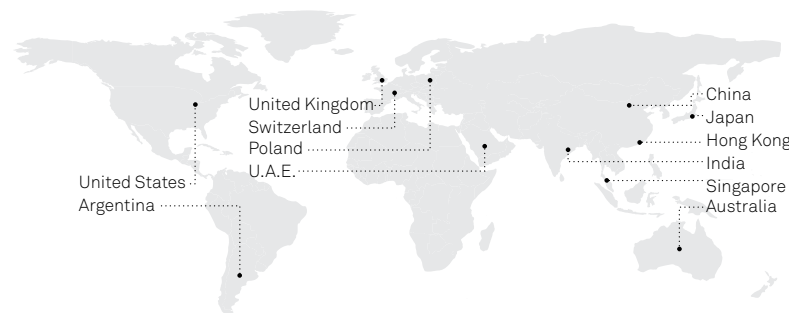 United Kingdom
Switzerland
Poland
U.A.E.
United States
Argentina
China
Japan
Hong Kong
India
Singapore
Australia